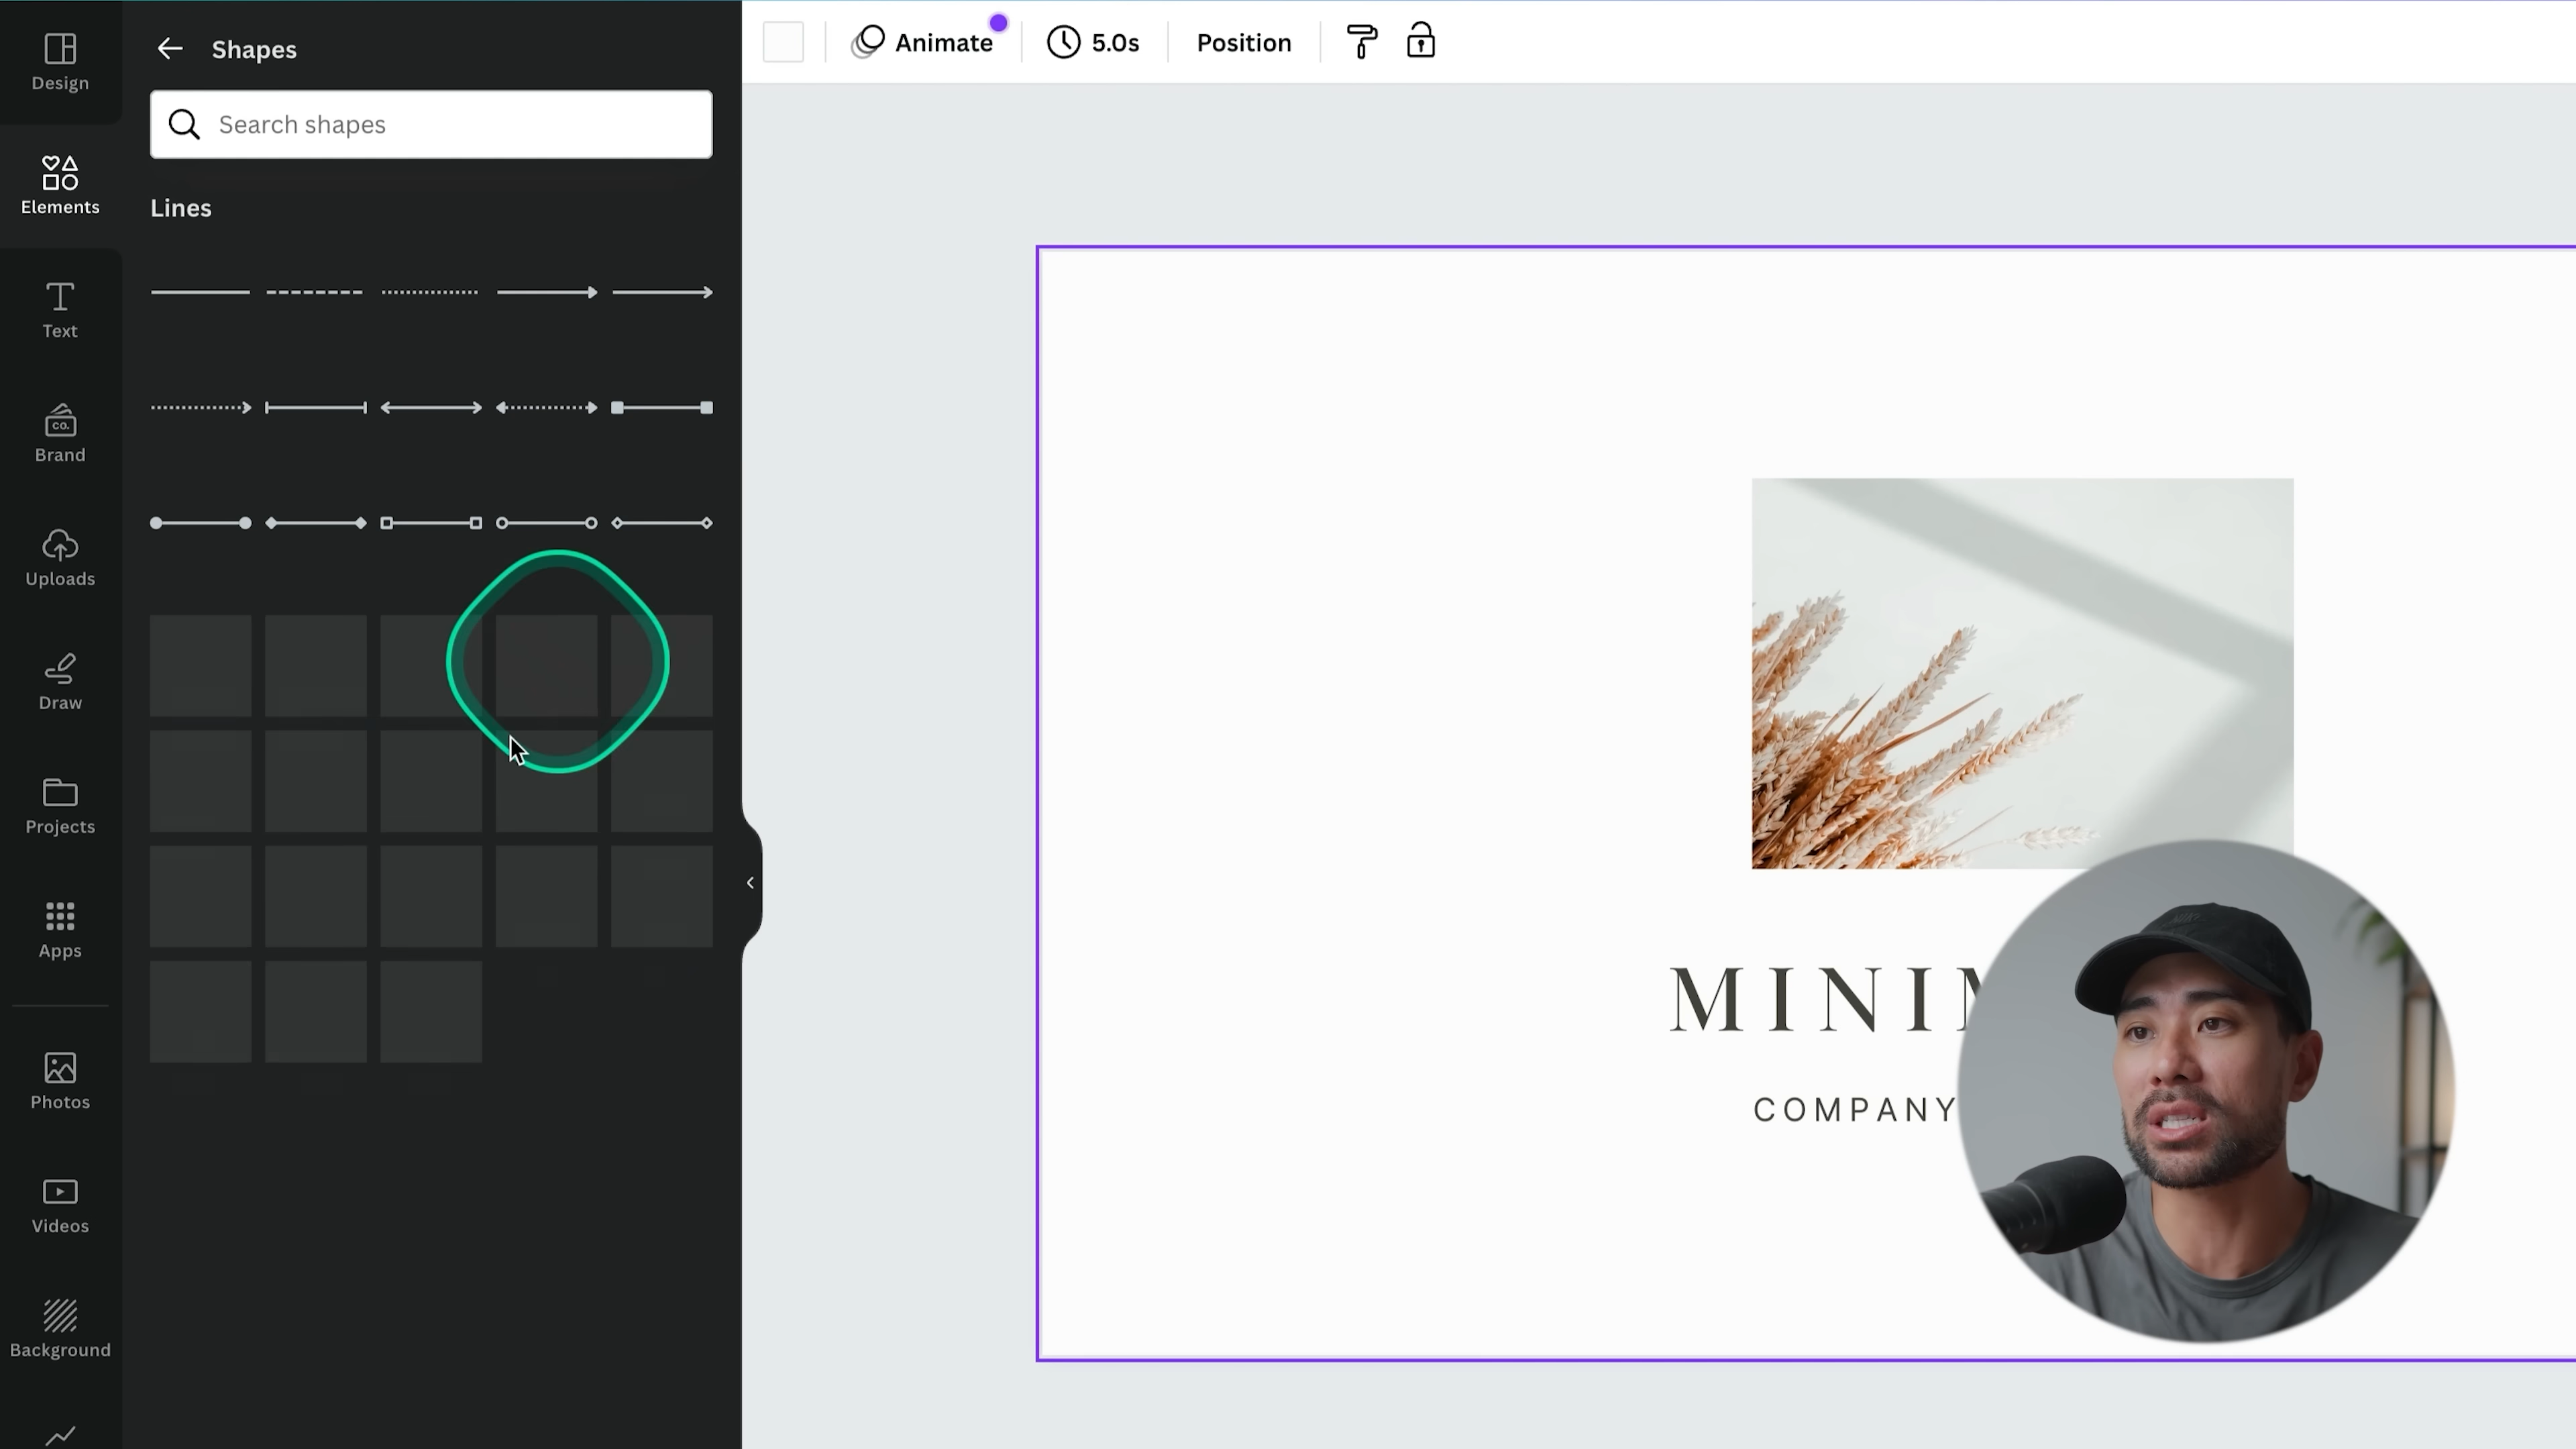 Design
Elements
Text
Brand
CO.
Uploads
Draw
Projects
Apps
Photos
Videos
Background
Shapes
Search shapes
Lines
Animate
5.0s
Position
MINI
COMPANY